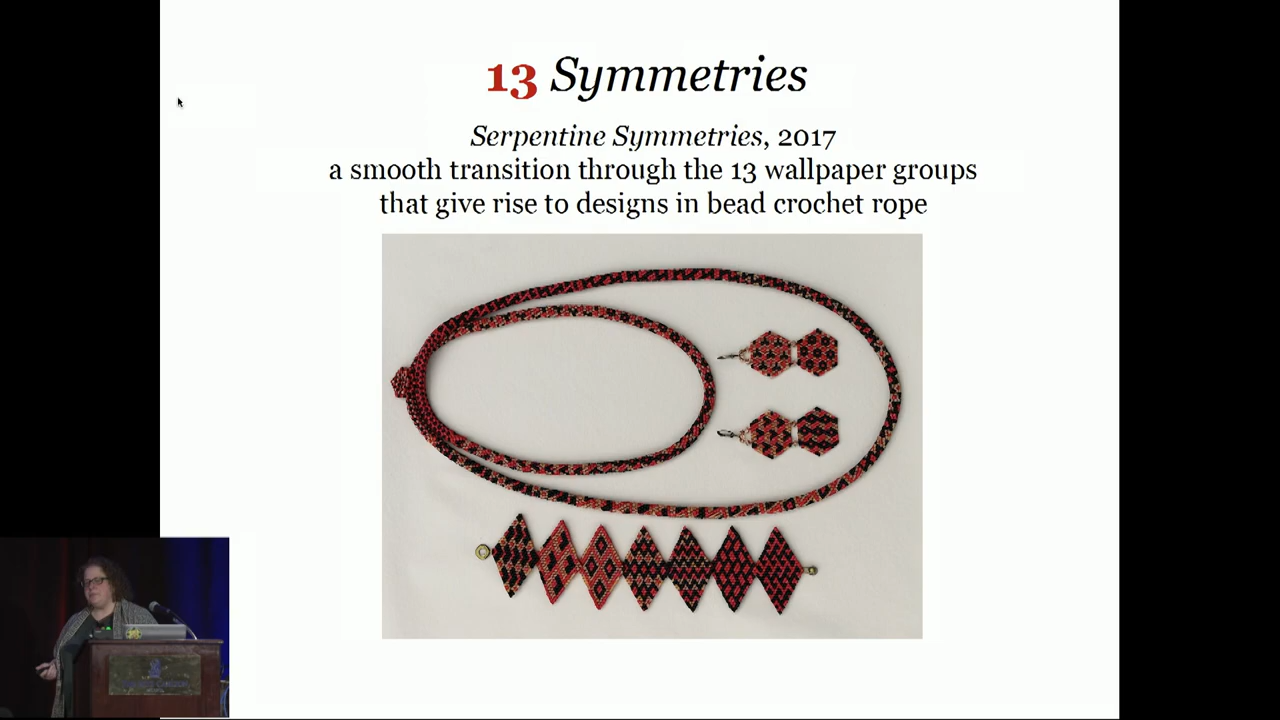 13 Symmetries
Serpentine Symmetries, 2017
a smooth transition through the 13 wallpaper groups
that give rise to designs in bead crochet rope